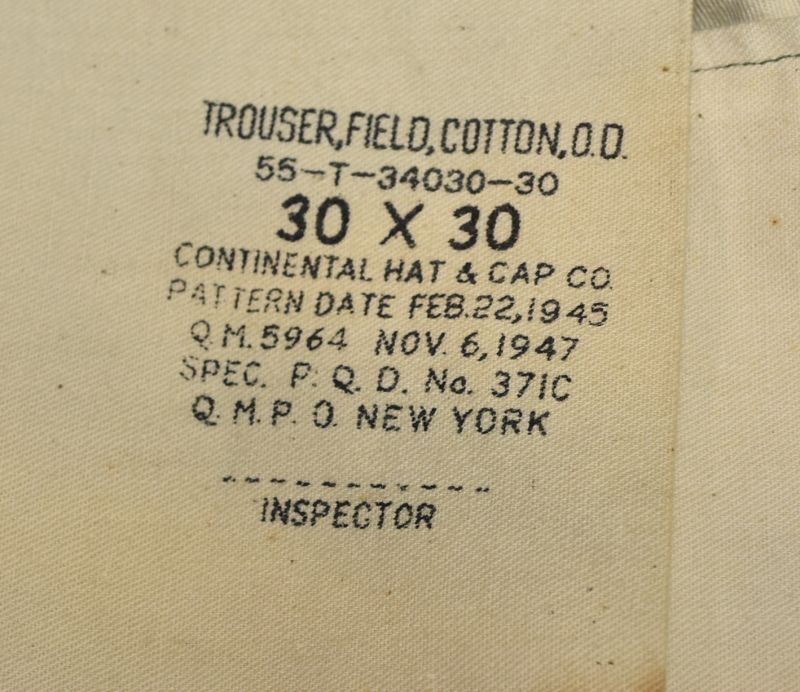 TROUSER, FIELD, COTTON, O.D.
55-T-34030-30
30 X 30
CONTINENTAL HAT & CAP CO.
PATTERN DATE FEB. 22, 1945
Q.M. 5964 NOV. 6, 1947
SPEC. P. Q. D. No. 371C
Q. M. P. O. NEW YORK
-----------
INSPECTOR